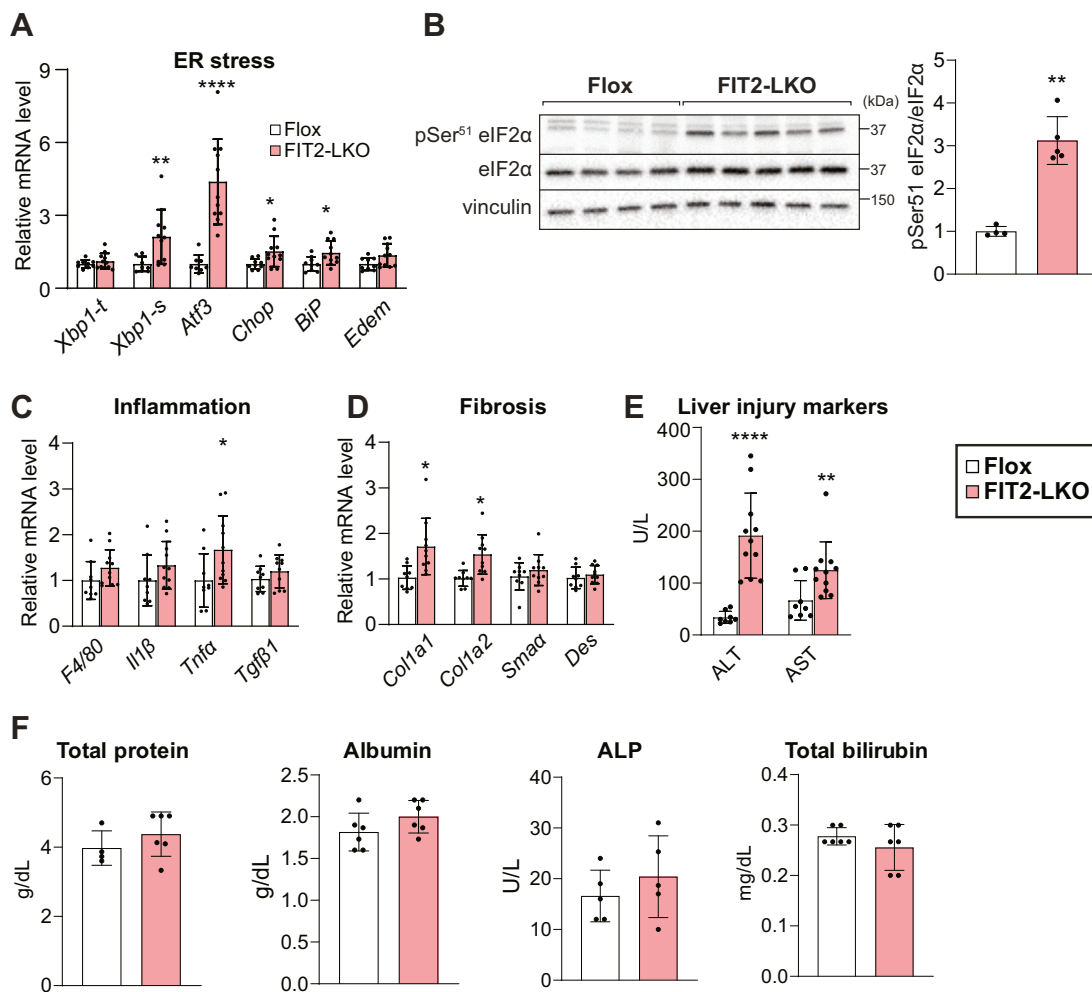 A
ER stress
Relative mRNA level
9
6
3
0
****
**
*
*
Flox
FIT2-LKO
Xbp1-t
Xbp1-s
Atf3
Chop
BiP
Edem
B
Flox
FIT2-LKO
(kDa)
pSer51 eIF2α
37
eIF2α
37
vinculin
150
pSer51 eIF2α/eIF2α
5
4
3
2
1
0
**
C
Inflammation
Relative mRNA level
4
3
2
1
0
*
F4/80
Il1β
Tnfα
Tgfβ1
D
Fibrosis
Relative mRNA level
4
3
2
1
0
*
*
Col1a1
Col1a2
Smaα
Des
E
Liver injury markers
U/L
400
300
200
100
0
****
**
ALT
AST
Flox
FIT2-LKO
F
Total protein
g/dL
6
4
2
0
Albumin
g/dL
2.5
2.0
1.5
1.0
0.5
0.0
ALP
U/L
40
30
20
10
0
Total bilirubin
mg/dL
0.4
0.3
0.2
0.1
0.0